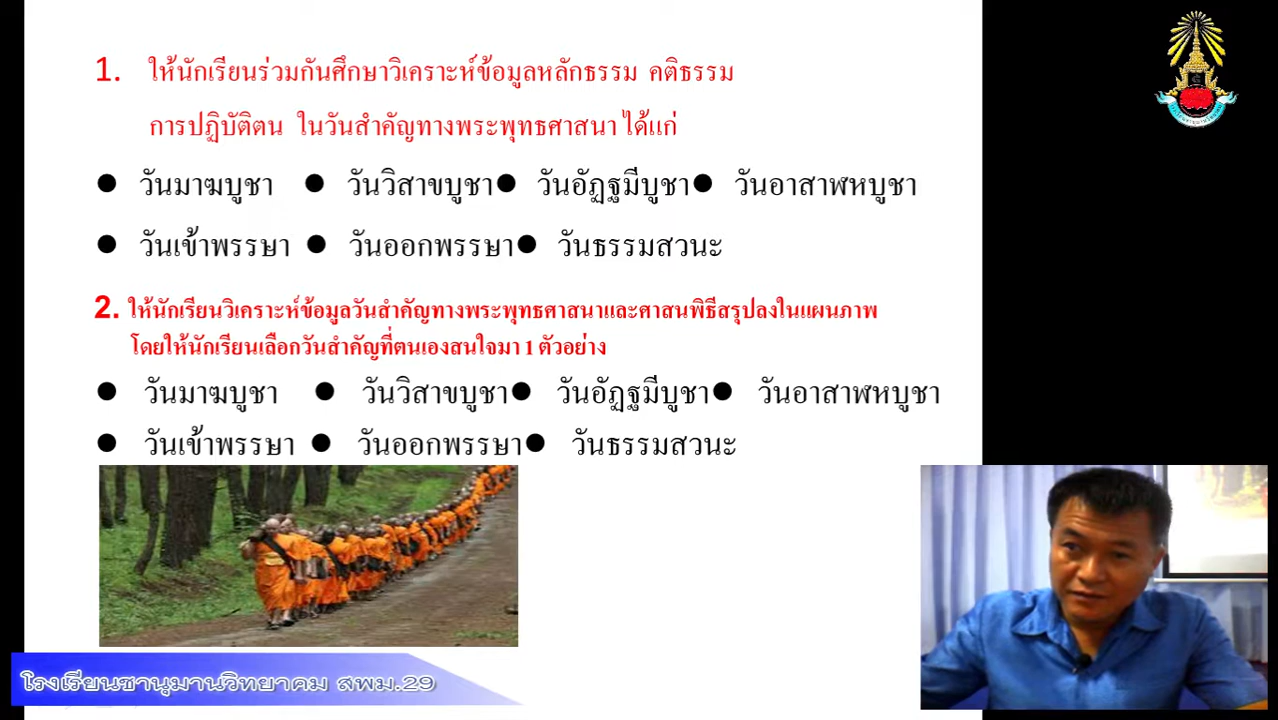 1. ให้นักเรียนร่วมกันศึกษาวิเคราะห์ข้อมูลหลักธรรม คติธรรม
การปฏิบัติตน ในวันสำคัญทางพระพุทธศาสนา ได้แก่
● วันมาฆบูชา ● วันวิสาขบูชา● วันอัฏฐมีบูชา● วันอาสาฬหบูชา
● วันเข้าพรรษา ● วันออกพรรษา● วันธรรมสวนะ
2. ให้นักเรียนวิเคราะห์ข้อมูลวันสำคัญทางพระพุทธศาสนาและศาสนพิธีสรุปลงในแผนภาพ
โดยให้นักเรียนเลือกวันสำคัญที่ตนเองสนใจมา 1 ตัวอย่าง
● วันมาฆบูชา ● วันวิสาขบูชา● วันอัฏฐมีบูชา● วันอาสาฬหบูชา
● วันเข้าพรรษา ● วันออกพรรษา● วันธรรมสวนะ
โรงเรียนชานุมานวิทยาคม สพม.29